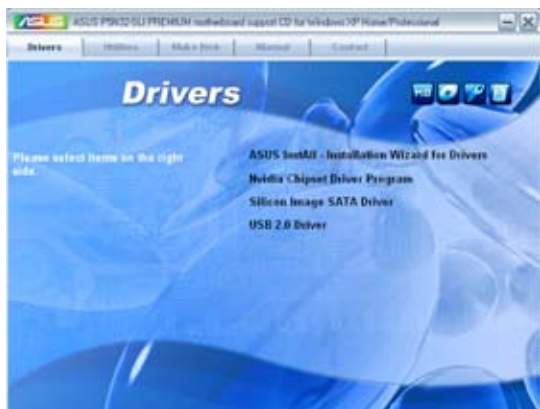 ASUS ASUS P5N32-SLI PREMIUM motherboard support CD for Windows XP Home/Professional
Drivers Utilities Make Disk Manual Contact
Drivers
Please select items on the right
side.
ASUS InstAll - Installation Wizard for Drivers
Nvidia Chipset Driver Program
Silicon Image SATA Driver
USB 2.0 Driver